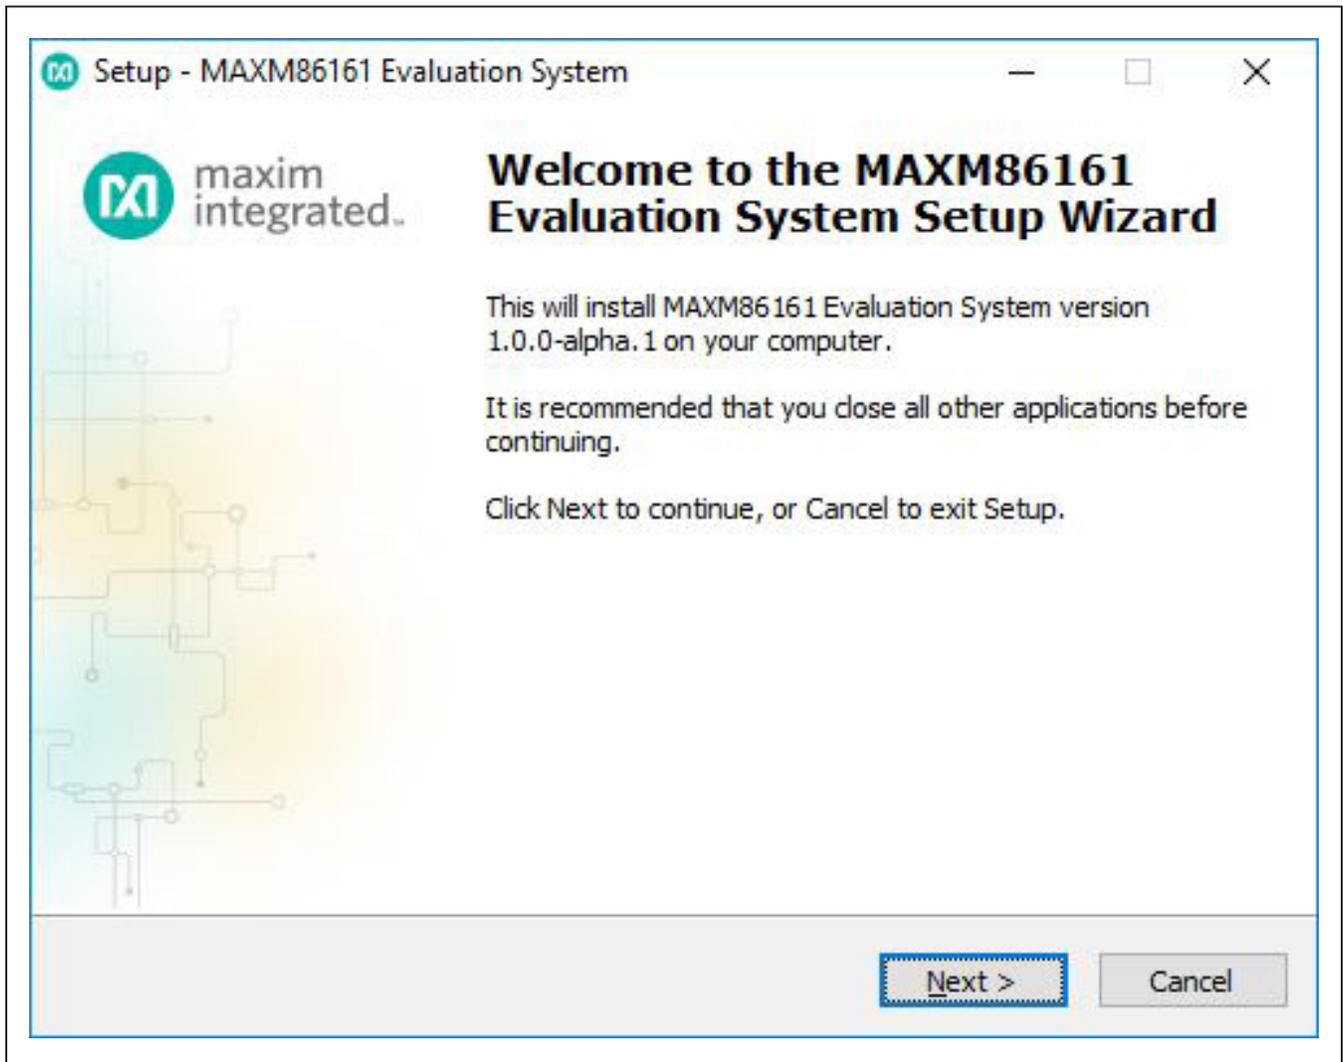 Setup - MAXM86161 Evaluation System
maxim
integrated™
Welcome to the MAXM86161
Evaluation System Setup Wizard
This will install MAXM86161 Evaluation System version
1.0.0-alpha.1 on your computer.
It is recommended that you close all other applications before
continuing.
Click Next to continue, or Cancel to exit Setup.
Next >
Cancel